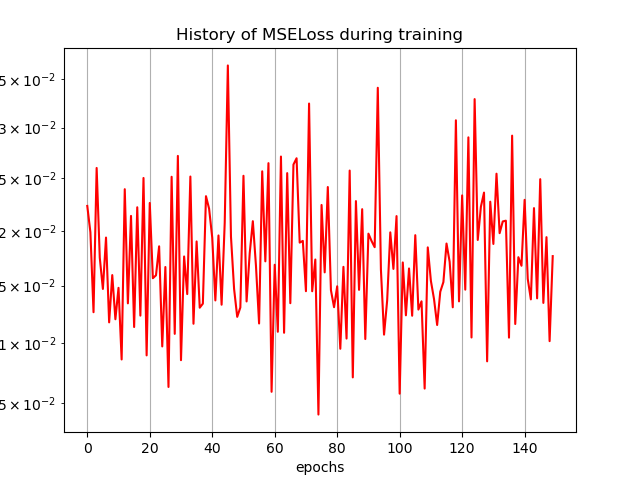 History of MSELoss during training
5 × 10⁻²
3 × 10⁻²
5 × 10⁻²
2 × 10⁻²
5 × 10⁻²
1 × 10⁻²
5 × 10⁻²
0 20 40 60 80 100 120 140
epochs